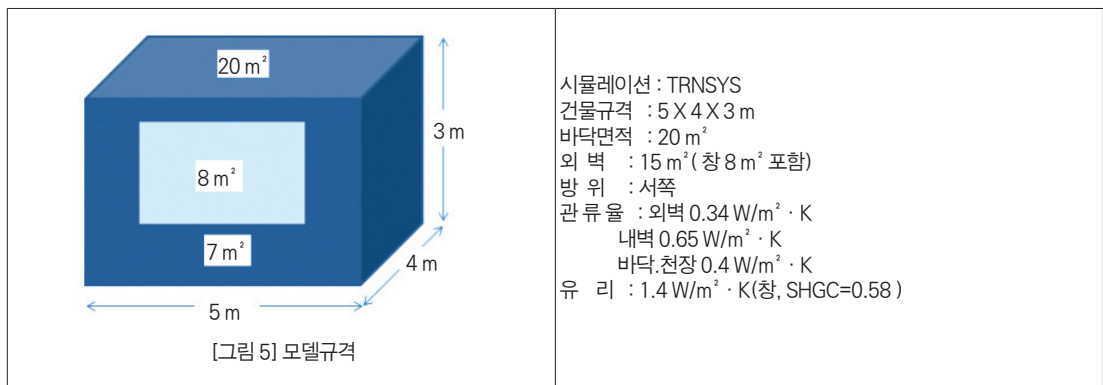 20 m²
8 m²
7 m²
3 m
4 m
5 m
[그림 5] 모델규격
시뮬레이션 : TRNSYS
건물규격 : 5 X 4 X 3 m
바닥면적 : 20 m²
외 벽 : 15 m²( 창 8 m² 포함)
방 위 : 서쪽
관 류 율 : 외벽 0.34 W/m² · K
내벽 0.65 W/m² · K
바닥.천장 0.4 W/m² · K
유 리 : 1.4 W/m² · K(창, SHGC=0.58 )